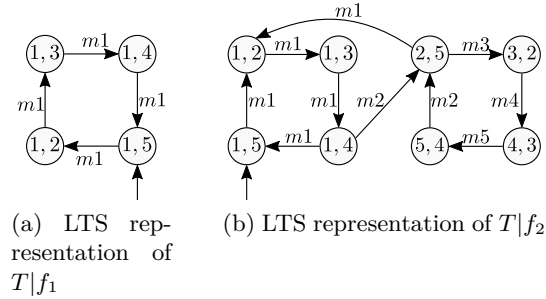 m1
1, 3
1, 4
m1
m1
1, 2
m1
1, 5
(a) LTS rep-
resentation of
T|f1
m1
1, 2
m1
1, 3
2, 5
m3
3, 2
m1
m1
m2
m2
m4
1, 5
m1
1, 4
5, 4
m5
4, 3
(b) LTS representation of T|f2